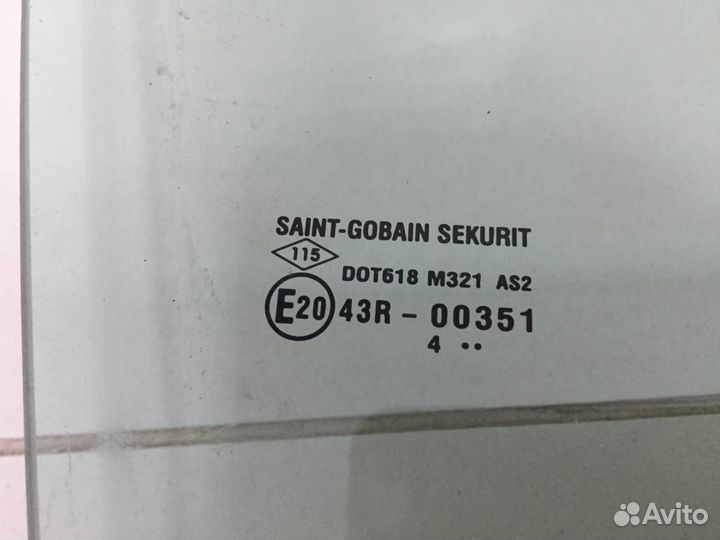 SAINT-GOBAIN SEKURIT
115
DOT618 M321 AS2
E20 43R - 00351
4 ••
Avito